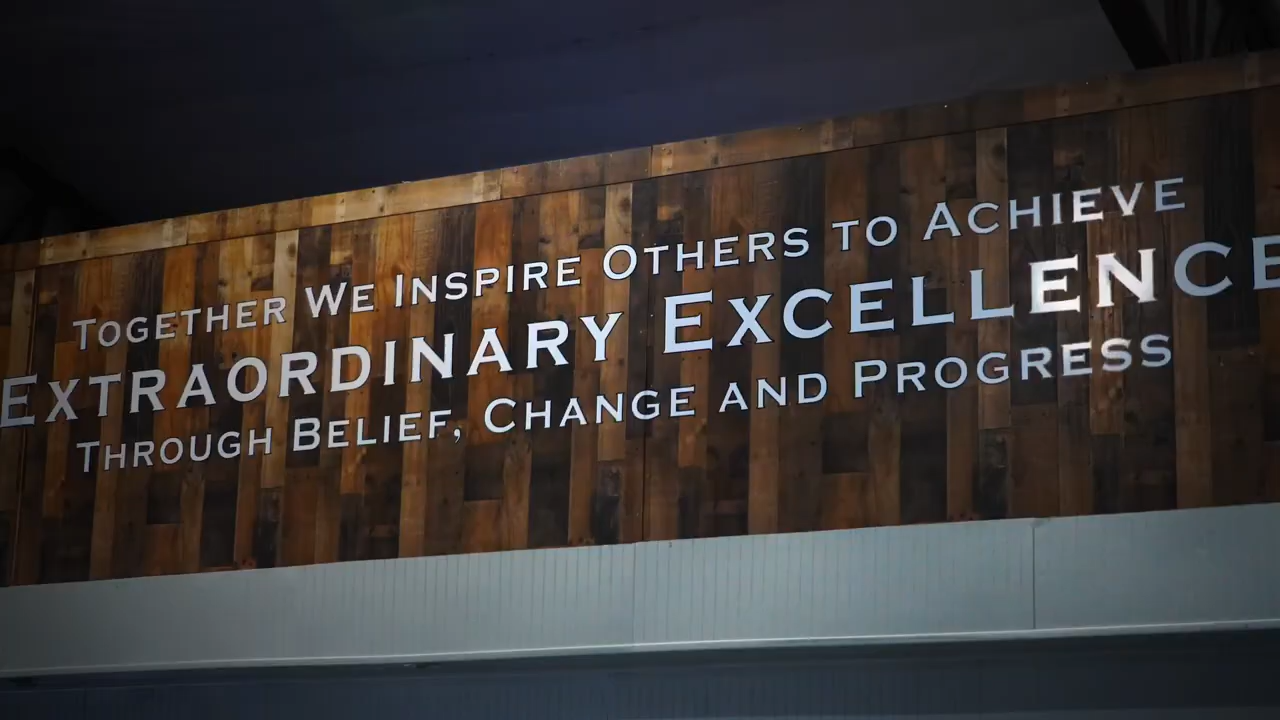 Together We Inspire Others to Achieve
Extraordinary Excellence
Through Belief, Change and Progress